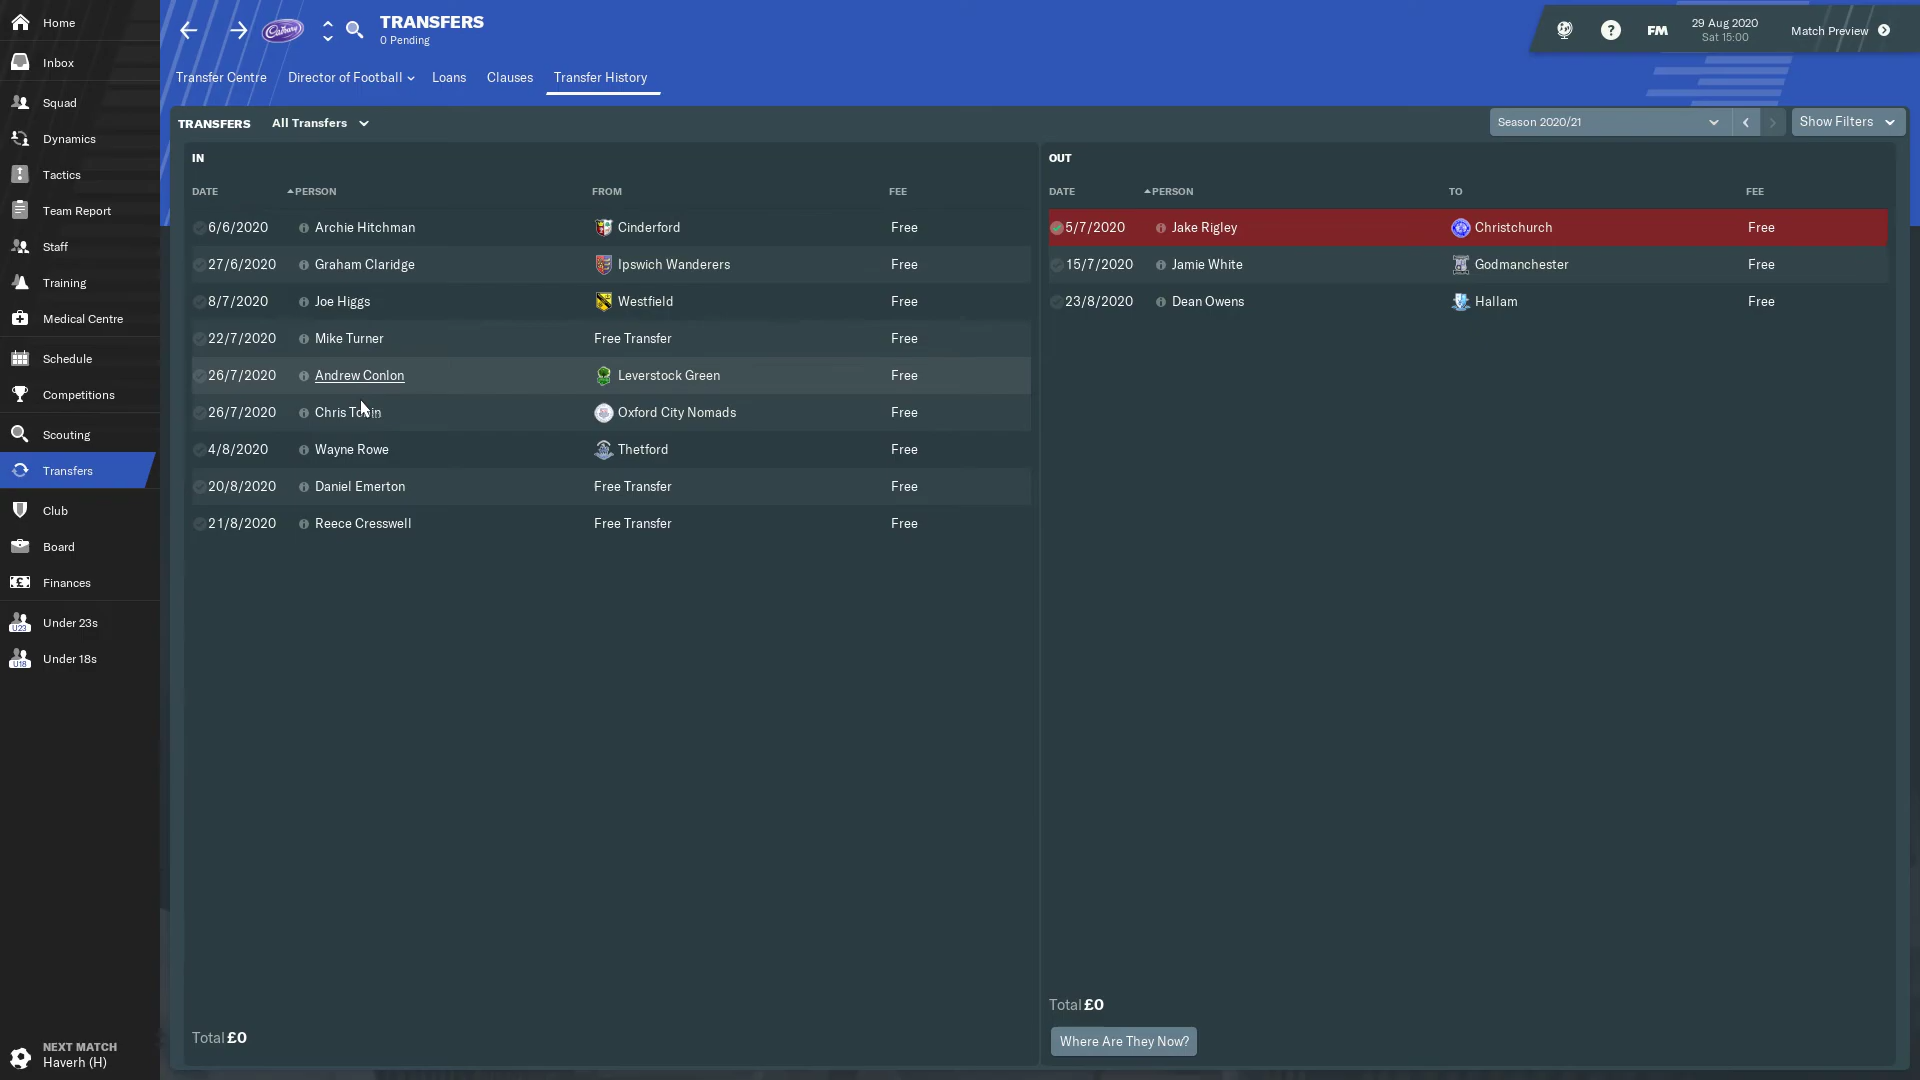 Home
Inbox
Squad
Dynamics
Tactics
Team Report
Staff
Training
Medical Centre
Schedule
Competitions
Scouting
Transfers
Club
Board
Finances
U23
Under 23s
U18
Under 18s
NEXT MATCH
Haverh (H)
Cadbury
TRANSFERS
0 Pending
FM
29 Aug 2020
Sat 15:00
Match Preview
Transfer Centre Director of Football Loans Clauses Transfer History
TRANSFERS All Transfers
Season 2020/21
Show Filters
IN
DATE PERSON FROM FEE
6/6/2020 Archie Hitchman Cinderford Free
27/6/2020 Graham Claridge Ipswich Wanderers Free
8/7/2020 Joe Higgs Westfield Free
22/7/2020 Mike Turner Free Transfer Free
26/7/2020 Andrew Conlon Leverstock Green Free
26/7/2020 Chris Oxford City Nomads Free
4/8/2020 Wayne Rowe Thetford Free
20/8/2020 Daniel Emerton Free Transfer Free
21/8/2020 Reece Cresswell Free Transfer Free
Total £0
OUT
DATE PERSON TO FEE
5/7/2020 Jake Rigley Christchurch Free
15/7/2020 Jamie White Godmanchester Free
23/8/2020 Dean Owens Hallam Free
Total £0
Where Are They Now?